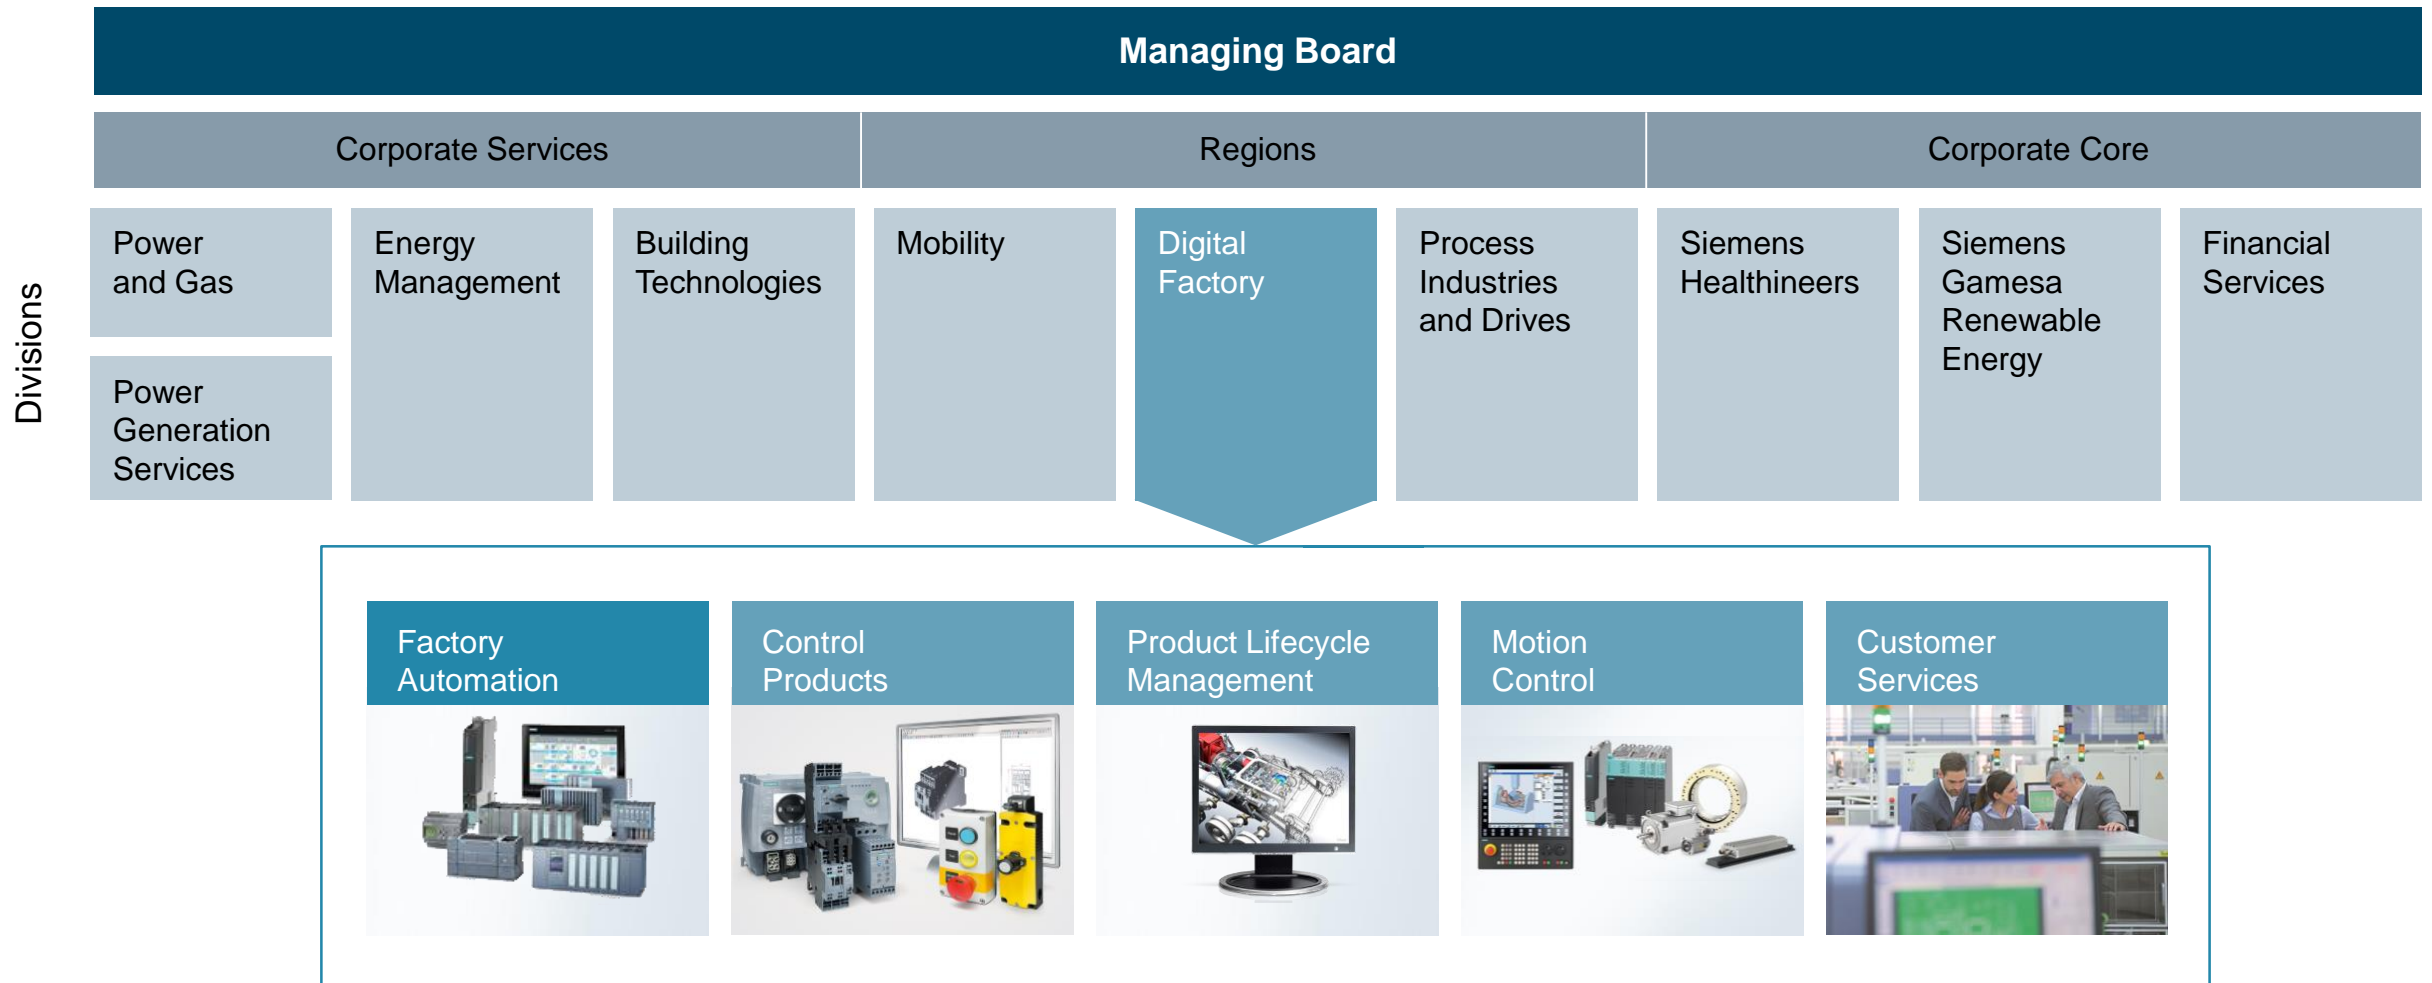 Managing Board
Corporate Services
Regions
Corporate Core
Divisions
Power
and Gas
Power
Generation
Services
Energy
Management
Building
Technologies
Mobility
Digital
Factory
Process
Industries
and Drives
Siemens
Healthineers
Siemens
Gamesa
Renewable
Energy
Financial
Services
Factory
Automation
Control
Products
Product Lifecycle
Management
Motion
Control
Customer
Services